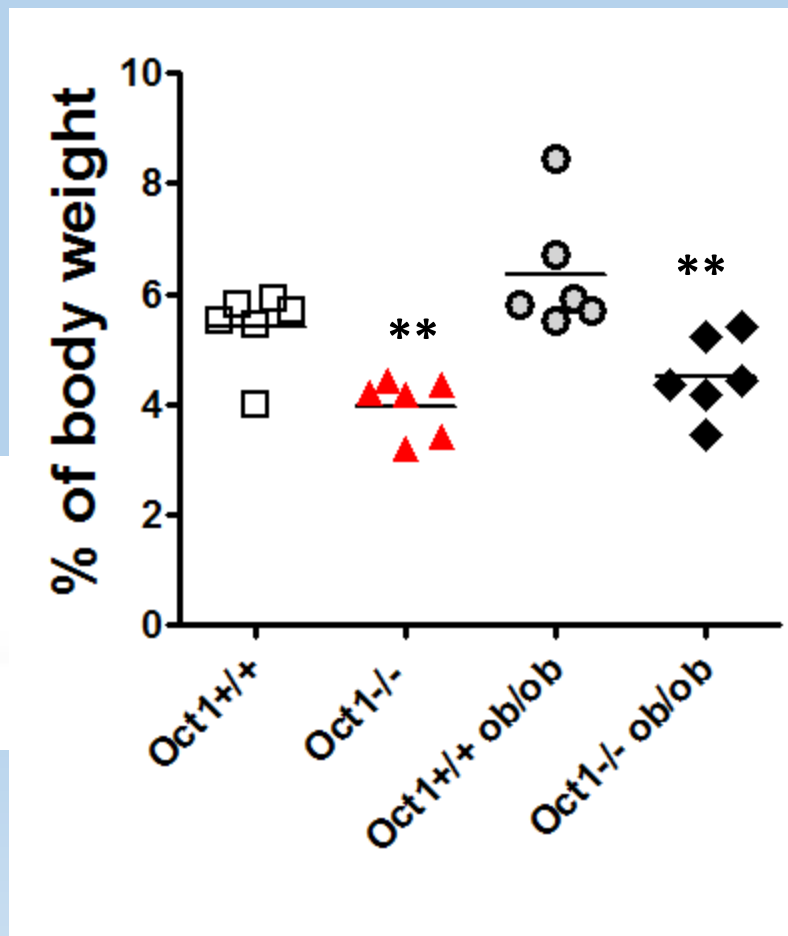 % of body weight
10
8
6
4
2
0
**
**
Oct1+/+
Oct1-/-
Oct1+/+ ob/ob
Oct1-/- ob/ob